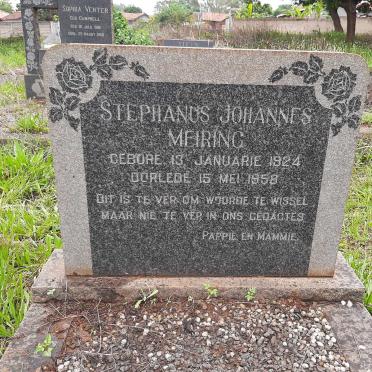 SOPHIA VENTER
STEPHANUS JOHANNES
MEIRING
GEBORE 13 JANUARIE 1924
OORLEDE 15 MEI 1958
DIT IS TE VER OM WOORDE TE WISSEL
MAAR NIE TE VER IN ONS GEDAGTES
PAPPIE EN MAMMIE